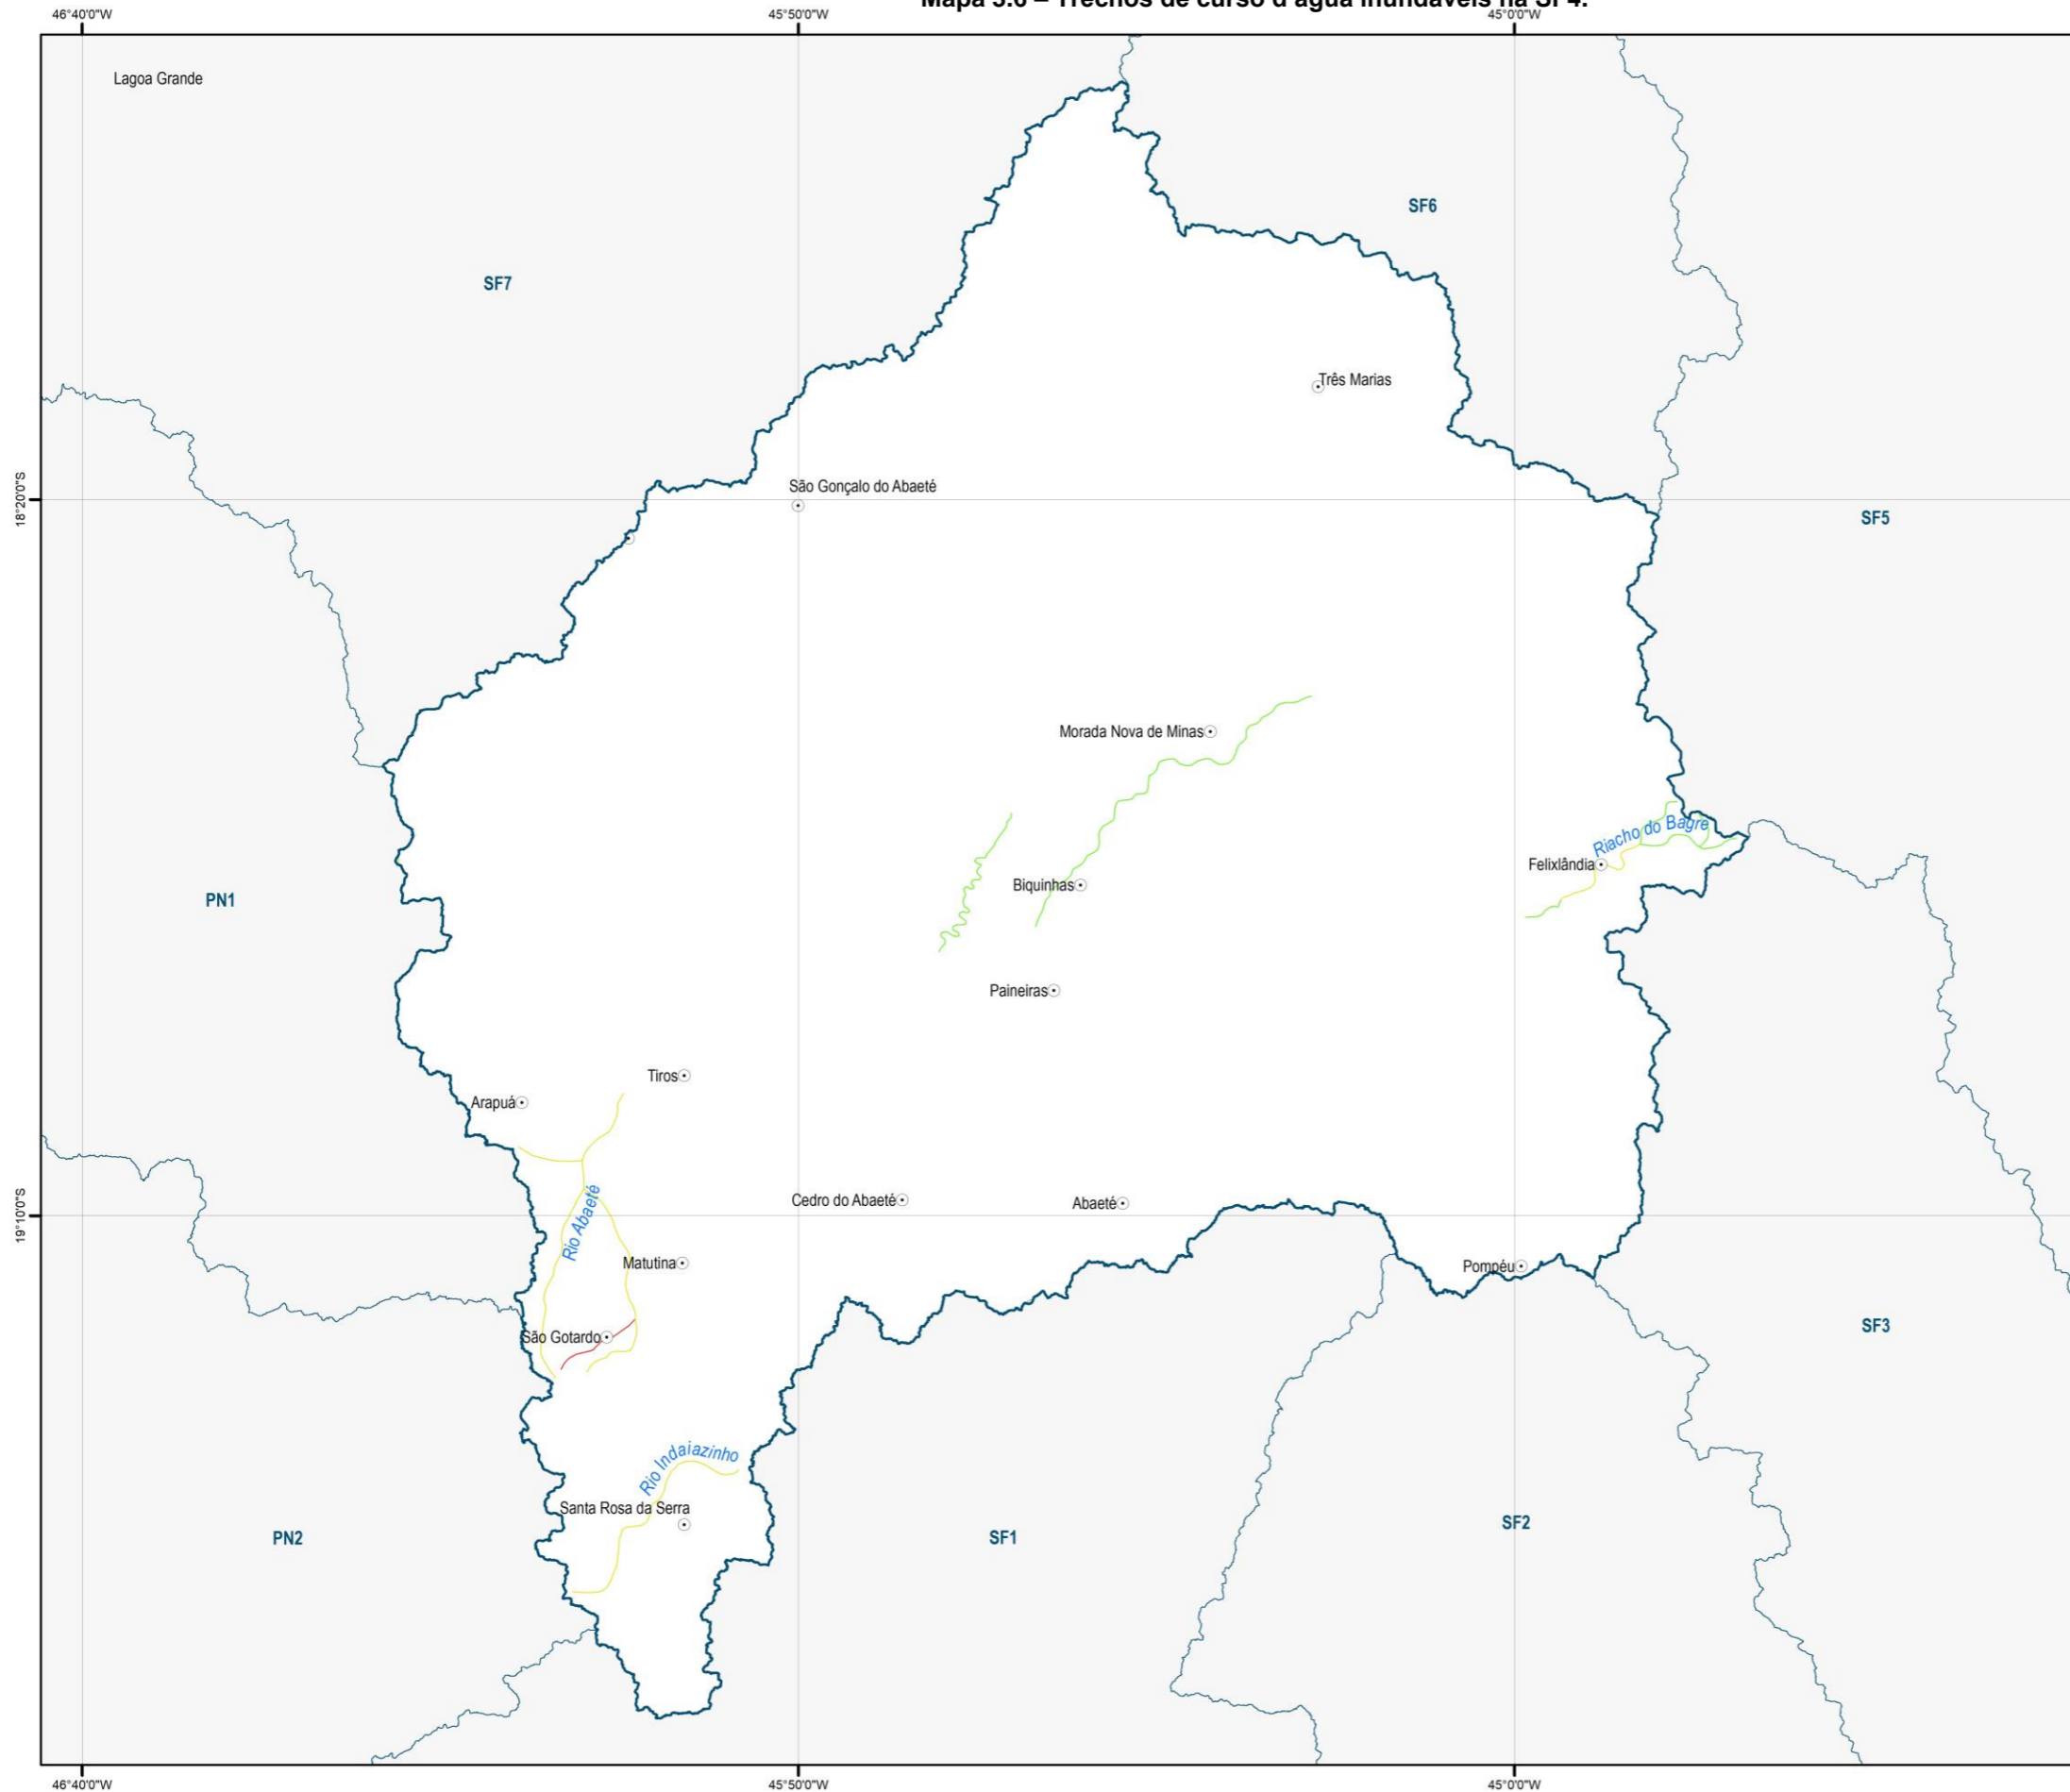 Mapa 3.6 – Trechos de curso d'água inundáveis na SF4.
46°40'0"W
45°50'0"W
45°0'0"W
Lagoa Grande
SF6
SF7
Três Marias
18°20'0"S
São Gonçalo do Abaeté
SF5
Morada Nova de Minas
Riacho do Bagre
Felixlândia
Biquinhas
PN1
Paineiras
Tiros
Arapuá
Cedro do Abaeté
Abaeté
19°10'0"S
Rio Abaeté
Matutina
Pompéu
São Gotardo
SF3
Rio Indaiazinho
Santa Rosa da Serra
SF2
PN2
SF1
46°40'0"W
45°50'0"W
45°0'0"W